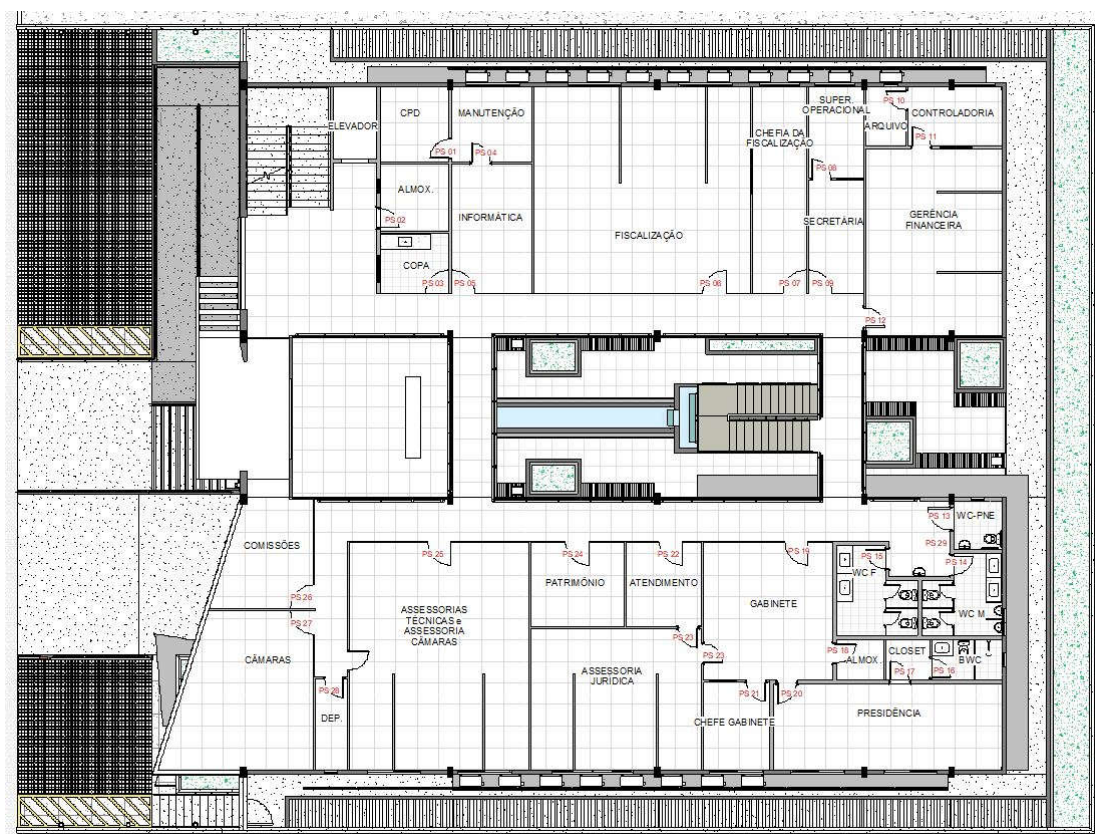 ELEVADOR
CPD
PS 01
MANUTENÇÃO
PS 04
ALMOX.
PS 02
COPA
PS 03
INFORMÁTICA
PS 05
FISCALIZAÇÃO
PS 06
CHEFIA DA
FISCALIZAÇÃO
PS 07
SUPER.
OPERACIONAL
PS 08
SECRETÁRIA
PS 09
PS 10
ARQUIVO
CONTROLADORIA
PS 11
GERÊNCIA
FINANCEIRA
PS 12
COMISSÕES
PS 26
PS 27
CÂMARAS
PS 28
DEP.
PS 25
ASSESSORIAS
TÉCNICAS e
ASSESSORIA
CÂMARAS
PS 24
PATRIMÔNIO
PS 22
ATENDIMENTO
PS 23
ASSESSORIA
JURIDICA
PS 19
GABINETE
PS 23
PS 21
CHEFE GABINETE
PS 20
PRESIDÊNCIA
PS 18
ALMOX.
CLOSET
PS 17
PS 16
BWC
PS 15
WC F
PS 13
WC-PNE
PS 29
PS 14
WC M